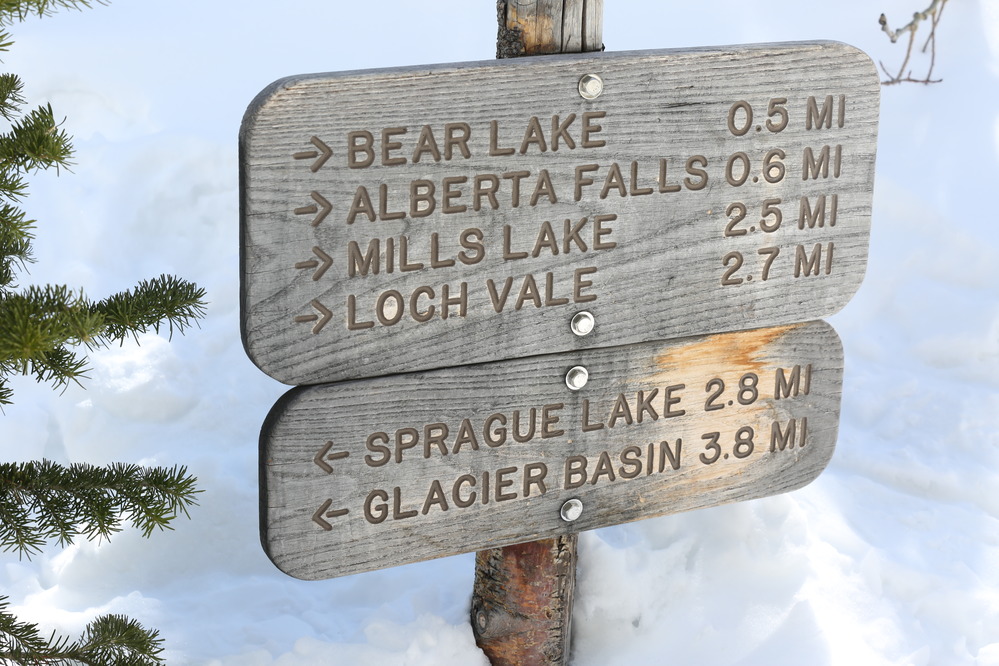 → BEAR LAKE 0.5 MI
→ ALBERTA FALLS 0.6 MI
→ MILLS LAKE 2.5 MI
→ LOCH VALE 2.7 MI
← SPRAGUE LAKE 2.8 MI
← GLACIER BASIN 3.8 MI